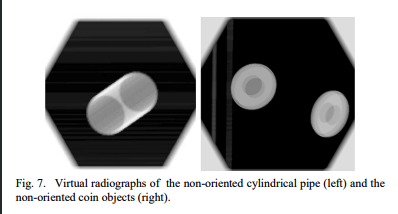 Fig. 7. Virtual radiographs of the non-oriented cylindrical pipe (left) and the
non-oriented coin objects (right).